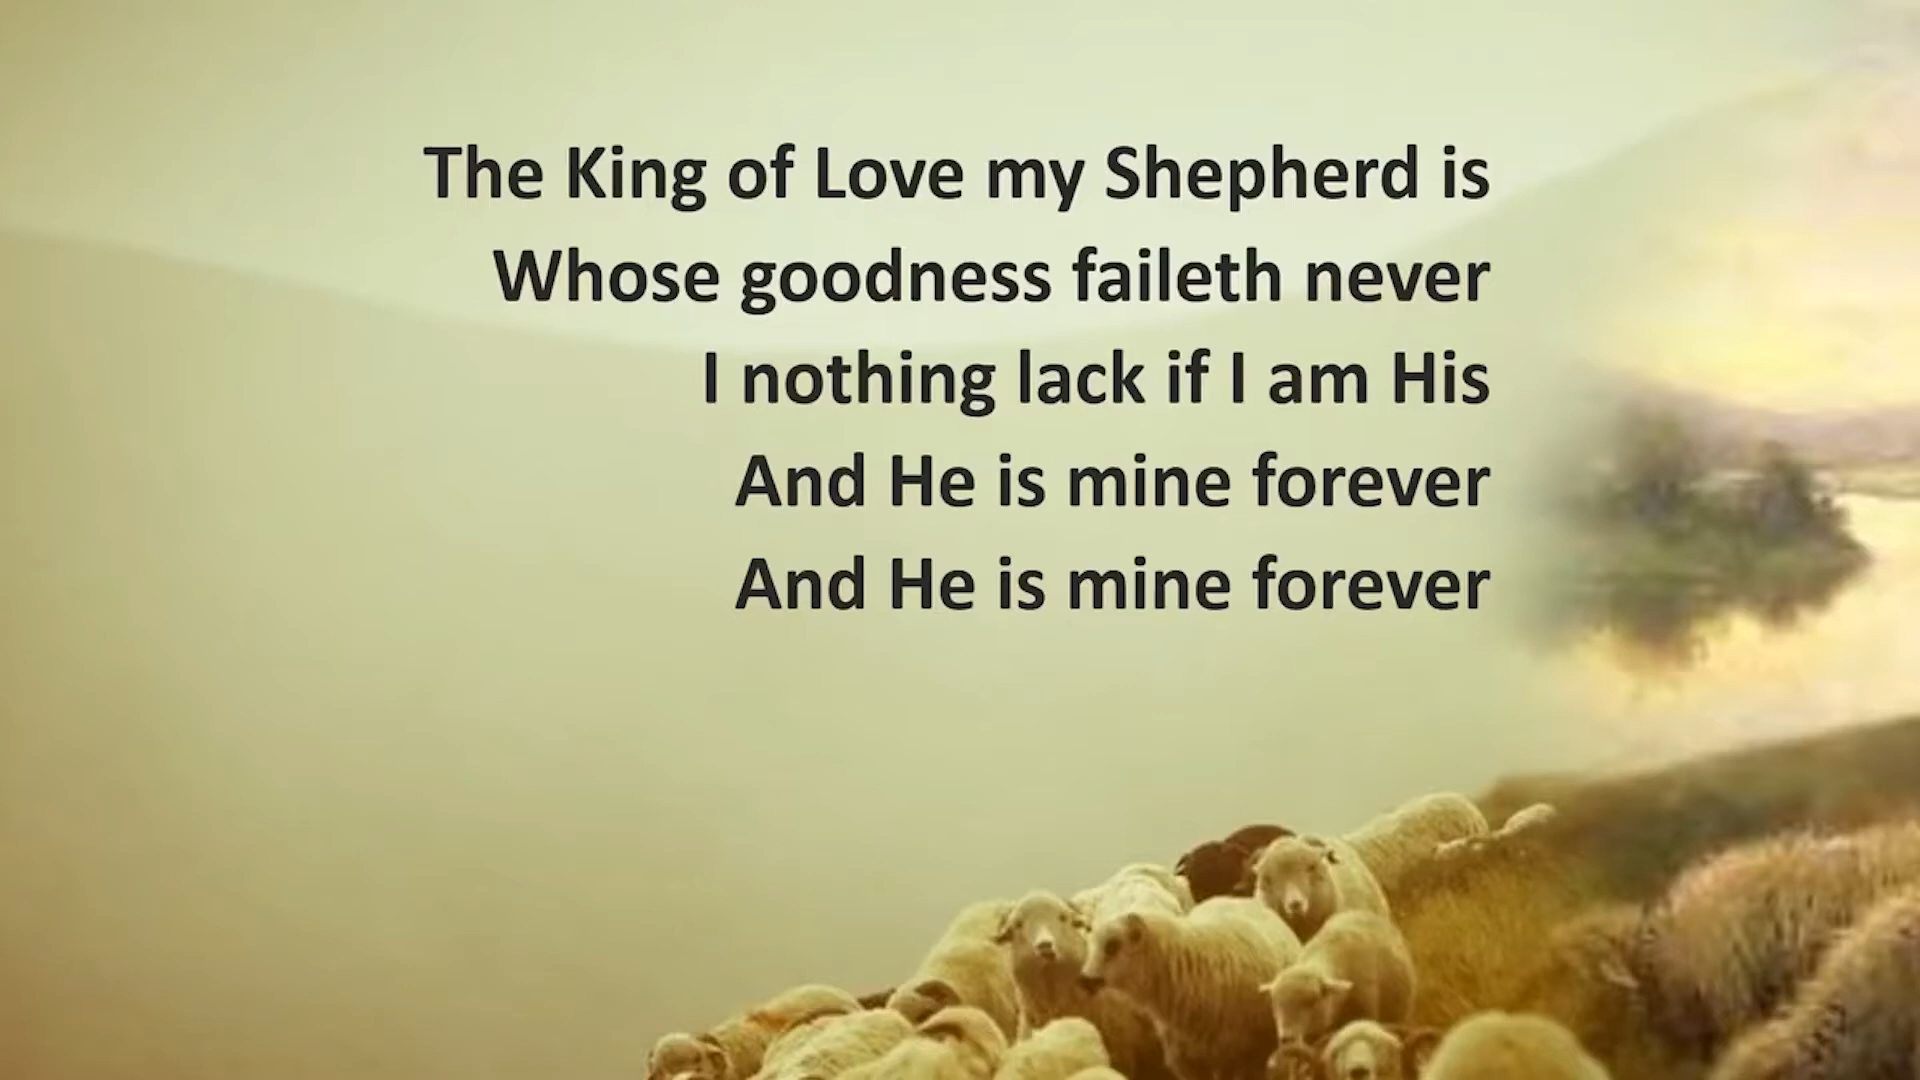 The King of Love my Shepherd is
Whose goodness faileth never
I nothing lack if I am His
And He is mine forever
And He is mine forever